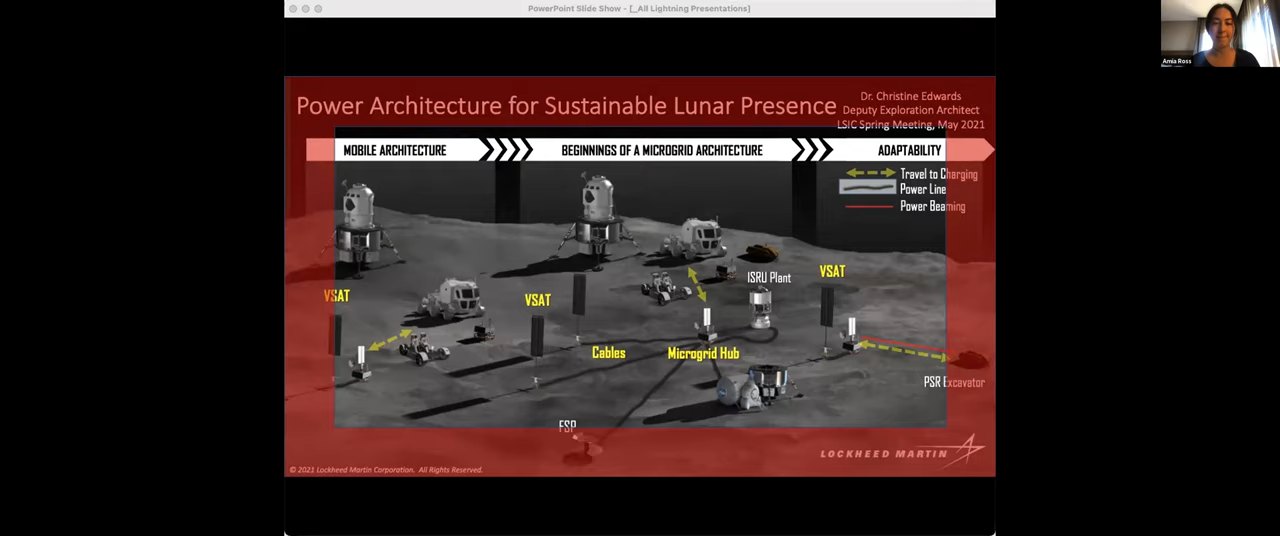 PowerPoint Slide Show - [_All Lightning Presentations]
Amia Ross
Power Architecture for Sustainable Lunar Presence
Dr. Christine Edwards
Deputy Exploration Architect
LSIC Spring Meeting, May 2021
MOBILE ARCHITECTURE
BEGINNINGS OF A MICROGRID ARCHITECTURE
ADAPTABILITY
Travel to Charging
Power Line
Power Beaming
VSAT
VSAT
ISRU Plant
VSAT
Cables
Microgrid Hub
PSR Excavator
FSP
LOCKHEED MARTIN
© 2021 Lockheed Martin Corporation. All Rights Reserved.